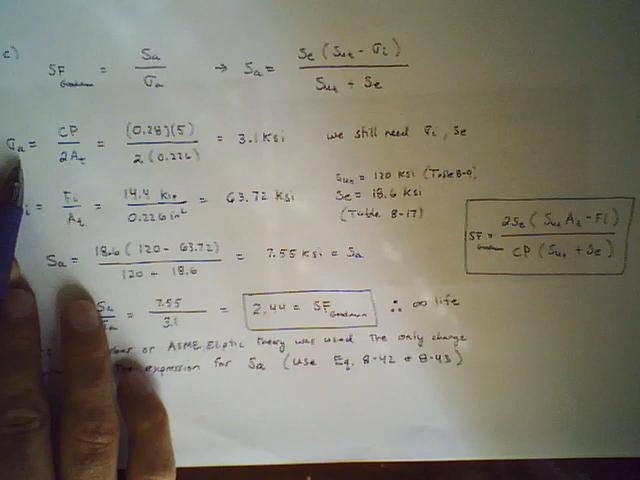 c) SF Goodman = Sa / σa → Sa = Se (Sut - σi) / Sut + Se
σa = CP / 2At = (0.28)(5) / 2 (0.226) = 3.1 Ksi we still need σi, Se
Sut = 120 Ksi (Table 8-9)
i = Fi / At = 14.4 Kip / 0.226 in² = 63.72 Ksi
Se = 18.6 Ksi
(Table 8-17)
SF Goodman = 2Se (Sut At - Fi) / CP (Sut + Se)
Sa = 18.6 (120 - 63.72) / 120 + 18.6 = 7.55 Ksi = Sa
Sa / σa = 7.55 / 3.1 = 2.44 = SF Goodman ∴ ∞ life
or ASME Eliptic theory was used the only change
expression for Sa (use Eq. 8-42 & 8-43)